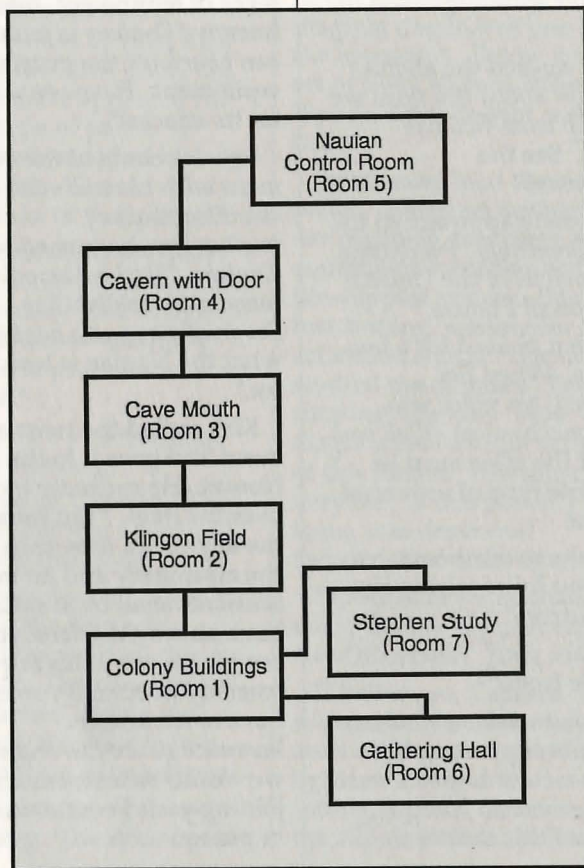 Nauian
Control Room
(Room 5)
Cavern with Door
(Room 4)
Cave Mouth
(Room 3)
Klingon Field
(Room 2)
Colony Buildings
(Room 1)
Stephen Study
(Room 7)
Gathering Hall
(Room 6)